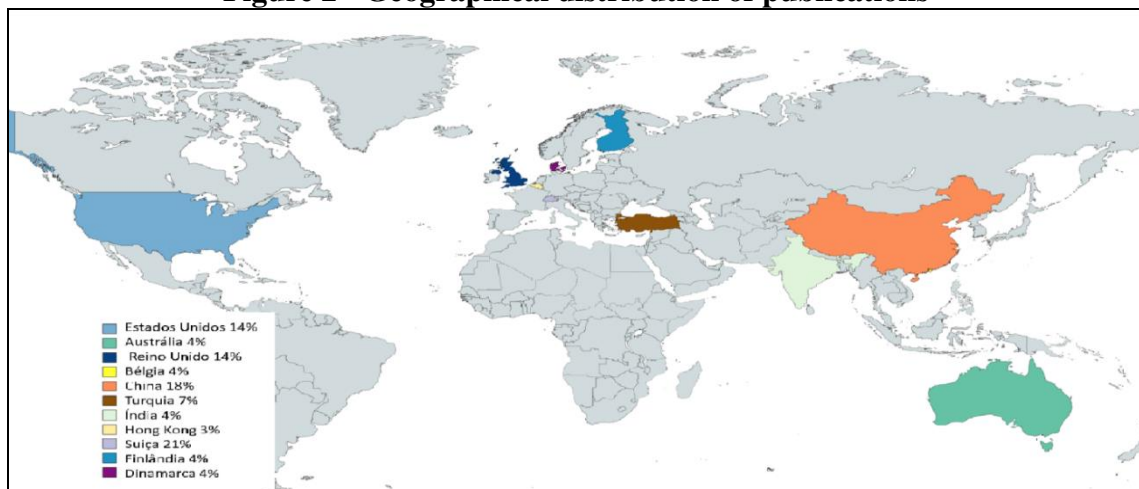 Figure 2 – Geographical distribution of publications
Estados Unidos 14%
Austrália 4%
Reino Unido 14%
Bélgia 4%
China 18%
Turquia 7%
Índia 4%
Hong Kong 3%
Suiça 21%
Finlândia 4%
Dinamarca 4%